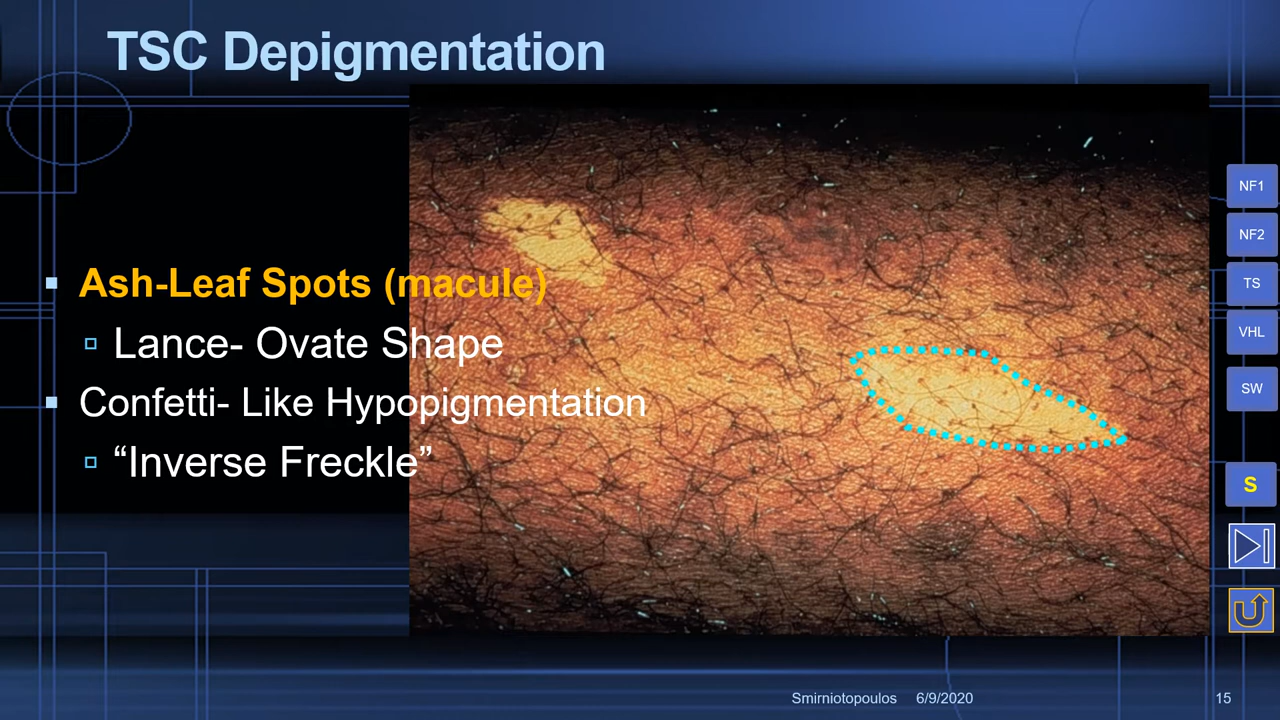 TSC Depigmentation
Ash-Leaf Spots (macule)
Lance- Ovate Shape
Confetti- Like Hypopigmentation
“Inverse Freckle”
NF1
NF2
TS
VHL
SW
S
Smirniotopoulos 6/9/2020 15